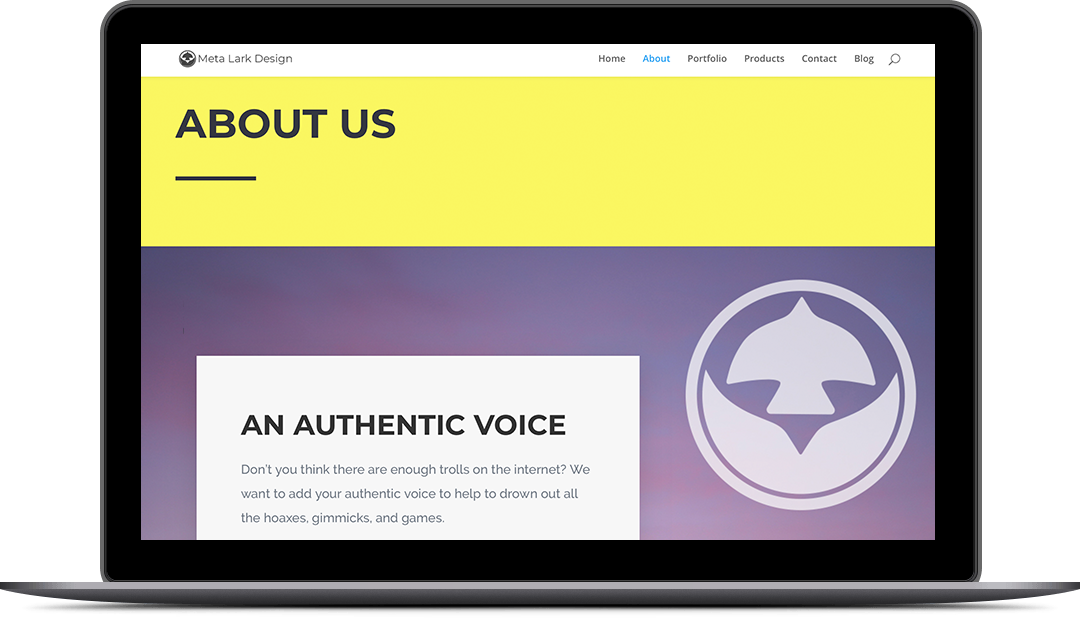 Meta Lark Design
Home About Portfolio Products Contact Blog
ABOUT US
AN AUTHENTIC VOICE
Don't you think there are enough trolls on the internet? We
want to add your authentic voice to help to drown out all
the hoaxes, gimmicks, and games.